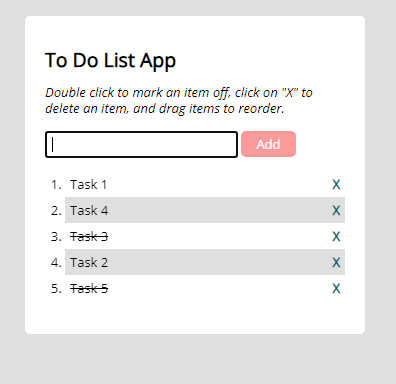 To Do List App
Double click to mark an item off, click on "X" to
delete an item, and drag items to reorder.
Add
1. Task 1 X
2. Task 4 X
3. Task 3 X
4. Task 2 X
5. Task 5 X